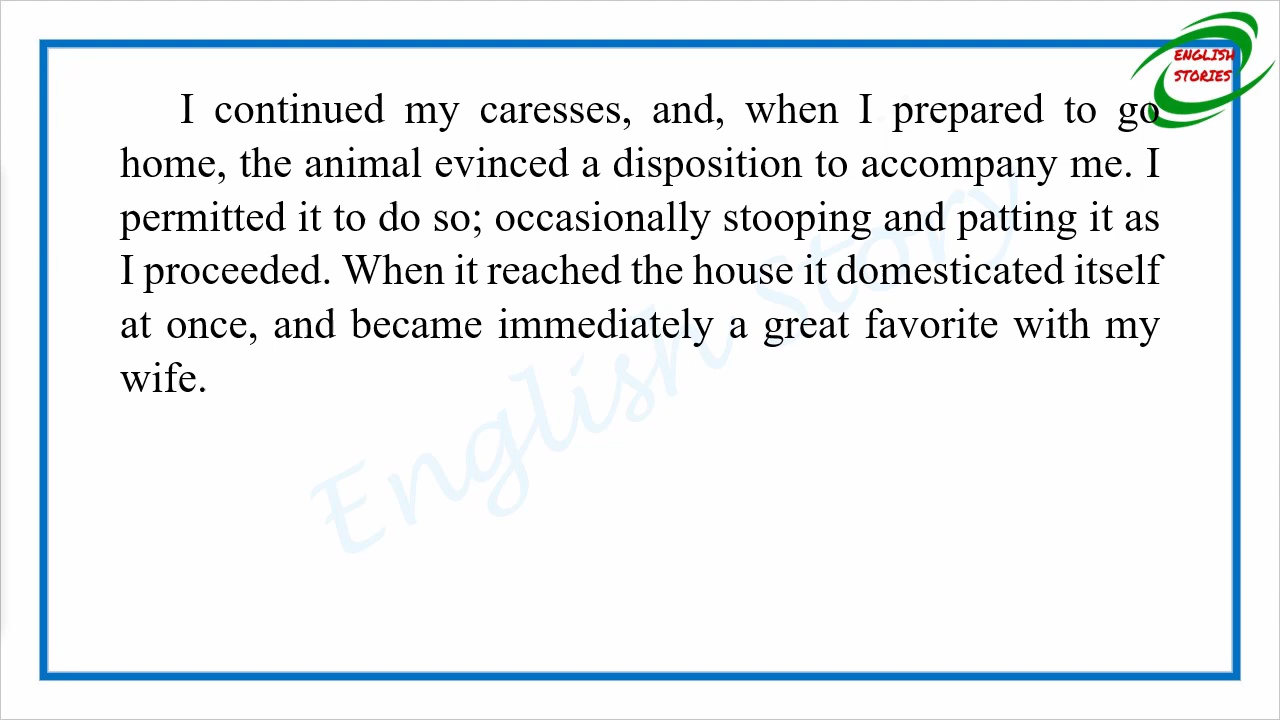 ENGLISH
STORIES
I continued my caresses, and, when I prepared to go
home, the animal evinced a disposition to accompany me. I
permitted it to do so; occasionally stooping and patting it as
I proceeded. When it reached the house it domesticated itself
at once, and became immediately a great favorite with my
wife.
English Story